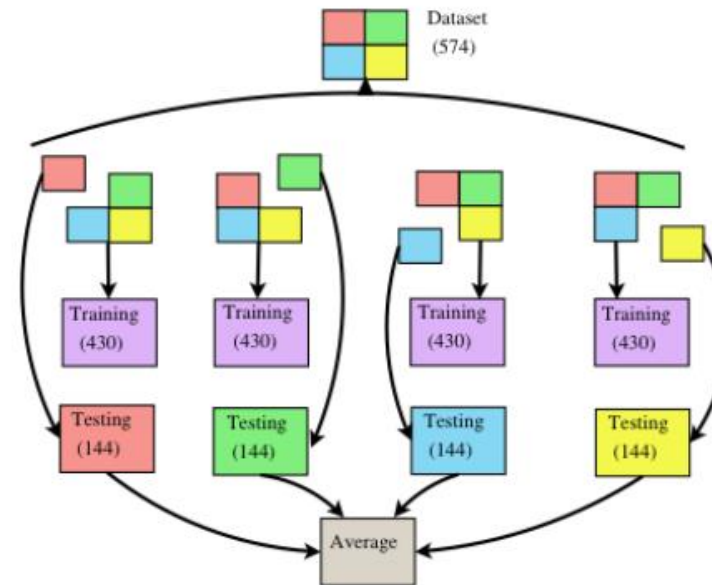 Dataset
(574)
Training
(430)
Training
(430)
Training
(430)
Training
(430)
Testing
(144)
Testing
(144)
Testing
(144)
Testing
(144)
Average